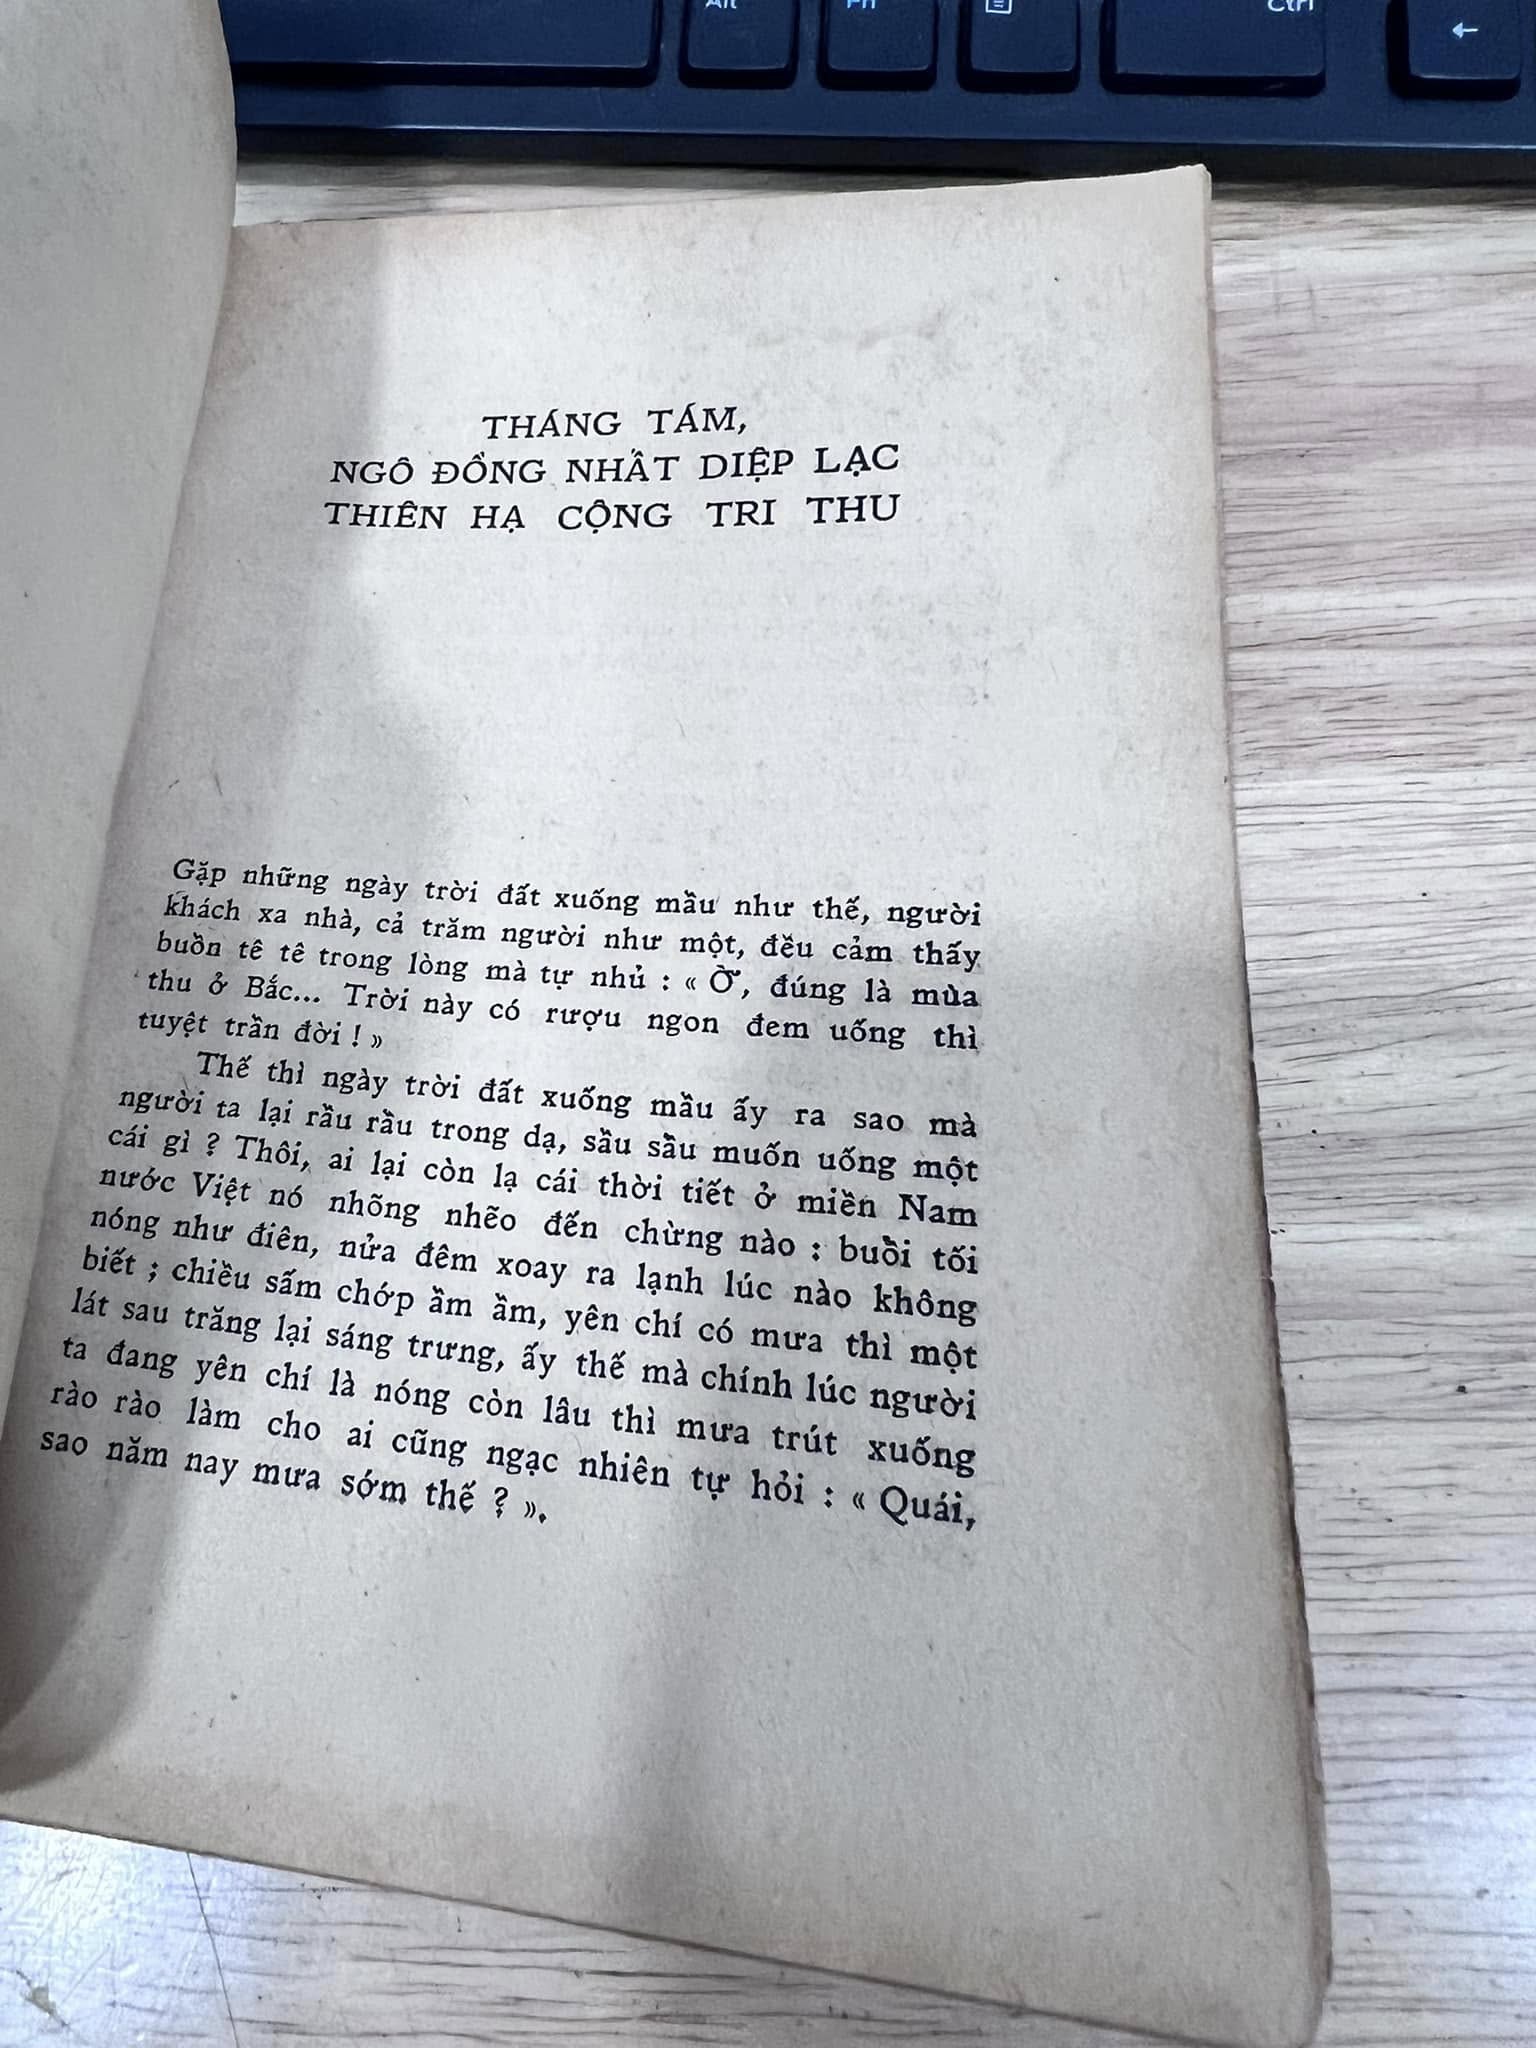 Alt
Fn
Ctrl
←
THÁNG TÁM,
NGÔ ĐỒNG NHẤT DIỆP LẠC
THIÊN HẠ CỘNG TRI THU
Gặp những ngày trời đất xuống mầu như thế, người
khách xa nhà, cả trăm người như một, đều cảm thấy
buồn tê tê trong lòng mà tự nhủ : « Ờ, đúng là mùa
thu ở Bắc... Trời này có rượu ngon đem uống thì
tuyệt trần đời ! »
Thế thì ngày trời đất xuống mầu ấy ra sao mà
người ta lại rầu rầu trong dạ, sầu sầu muốn uống một
cái gì ? Thôi, ai lại còn lạ cái thời tiết ở miền Nam
nước Việt nó nhõng nhẽo đến chừng nào : buổi tối
nóng như điên, nửa đêm xoay ra lạnh lúc nào không
biết ; chiều sấm chớp ầm ầm, yên chí có mưa thì một
lát sau trăng lại sáng trưng, ấy thế mà chính lúc người
ta đang yên chí là nóng còn lâu thì mưa trút xuống
rào rào làm cho ai cũng ngạc nhiên tự hỏi : « Quái,
sao năm nay mưa sớm thế ? ».